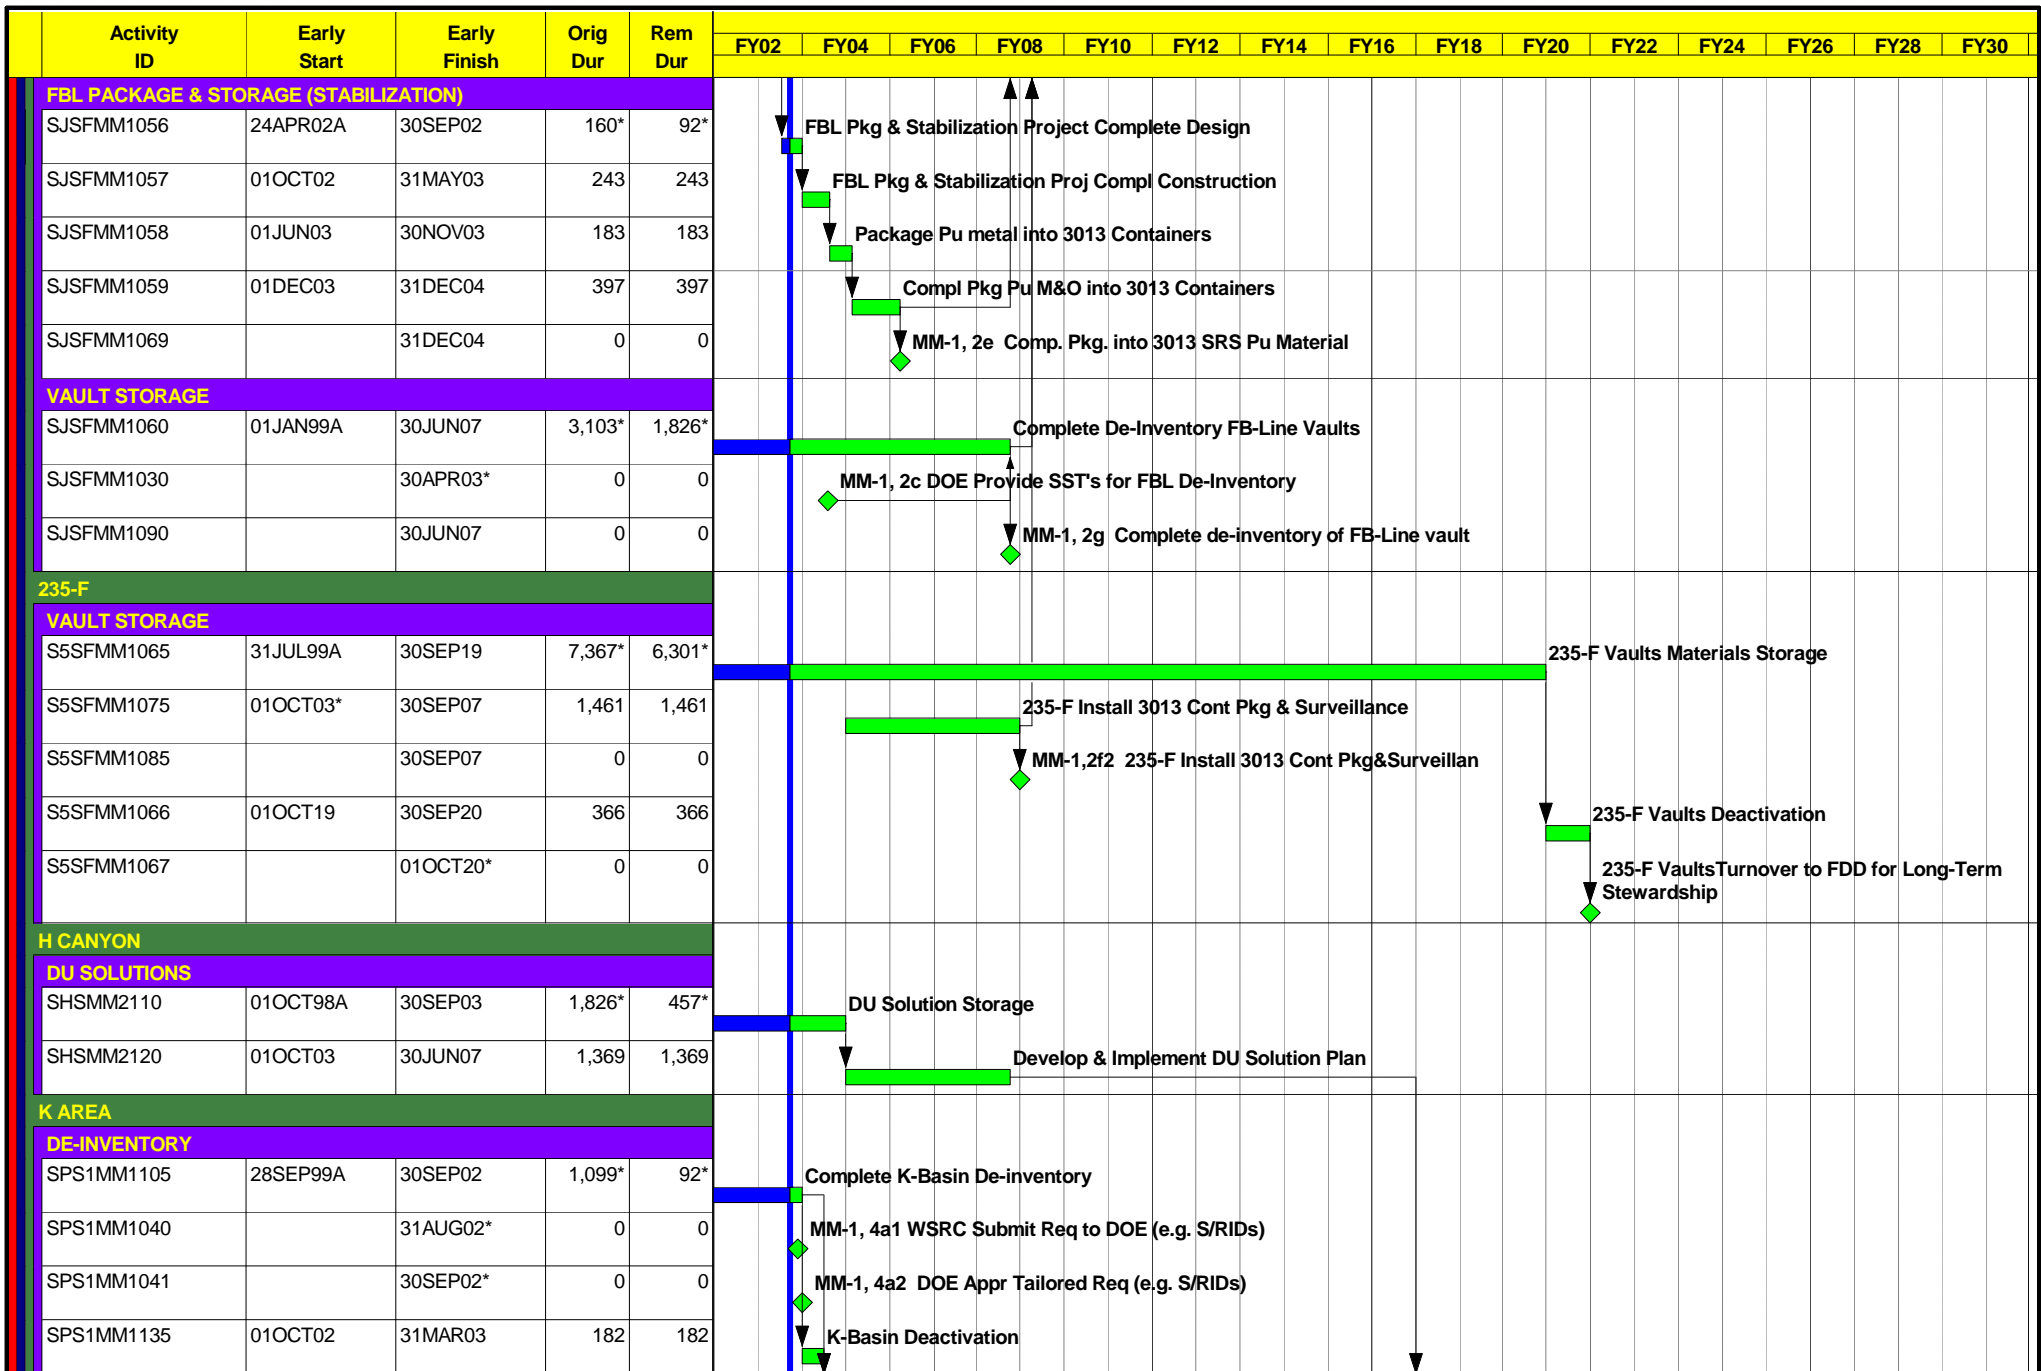 Activity ID Early Start Early Finish Orig Dur Rem Dur FY02 FY04 FY06 FY08 FY10 FY12 FY14 FY16 FY18 FY20 FY22 FY24 FY26 FY28 FY30
FBL PACKAGE & STORAGE (STABILIZATION)
SJSFMM1056 24APR02A 30SEP02 160* 92* FBL Pkg & Stabilization Project Complete Design
SJSFMM1057 01OCT02 31MAY03 243 243 FBL Pkg & Stabilization Proj Compl Construction
SJSFMM1058 01JUN03 30NOV03 183 183 Package Pu metal into 3013 Containers
SJSFMM1059 01DEC03 31DEC04 397 397 Compl Pkg Pu M&O into 3013 Containers
SJSFMM1069 31DEC04 0 0 MM-1, 2e Comp. Pkg. into 3013 SRS Pu Material
VAULT STORAGE
SJSFMM1060 01JAN99A 30JUN07 3,103* 1,826* Complete De-Inventory FB-Line Vaults
SJSFMM1030 30APR03* 0 0 MM-1, 2c DOE Provide SST's for FBL De-Inventory
SJSFMM1090 30JUN07 0 0 MM-1, 2g Complete de-inventory of FB-Line vault
235-F
VAULT STORAGE
S5SFMM1065 31JUL99A 30SEP19 7,367* 6,301* 235-F Vaults Materials Storage
S5SFMM1075 01OCT03* 30SEP07 1,461 1,461 235-F Install 3013 Cont Pkg & Surveillance
S5SFMM1085 30SEP07 0 0 MM-1,2f2 235-F Install 3013 Cont Pkg&Surveillan
S5SFMM1066 01OCT19 30SEP20 366 366 235-F Vaults Deactivation
S5SFMM1067 01OCT20* 0 0 235-F VaultsTurnover to FDD for Long-Term
Stewardship
H CANYON
DU SOLUTIONS
SHSMM2110 01OCT98A 30SEP03 1,826* 457* DU Solution Storage
SHSMM2120 01OCT03 30JUN07 1,369 1,369 Develop & Implement DU Solution Plan
K AREA
DE-INVENTORY
SPS1MM1105 28SEP99A 30SEP02 1,099* 92* Complete K-Basin De-inventory
SPS1MM1040 31AUG02* 0 0 MM-1, 4a1 WSRC Submit Req to DOE (e.g. S/RIDs)
SPS1MM1041 30SEP02* 0 0 MM-1, 4a2 DOE Appr Tailored Req (e.g. S/RIDs)
SPS1MM1135 01OCT02 31MAR03 182 182 K-Basin Deactivation